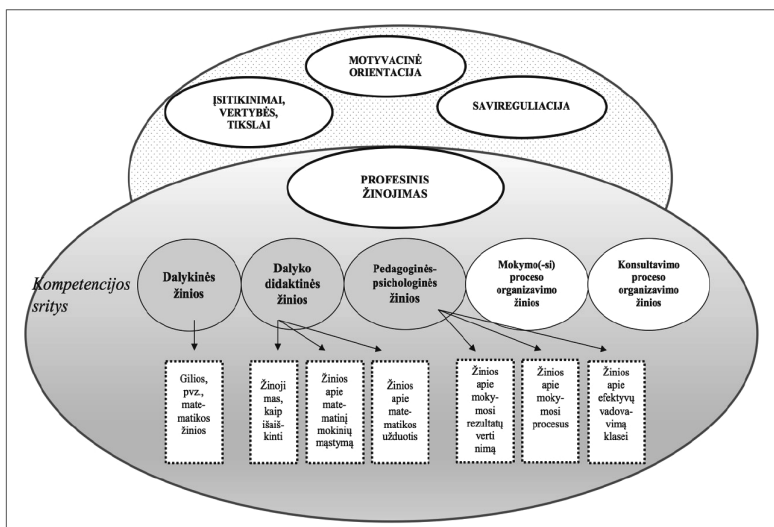 MOTYVACINĖ
ORIENTACIJA
ĮSITIKINIMAI,
VERTYBĖS,
TIKSLAI
SAVIREGULIACIJA
PROFESINIS
ŽINOJIMAS
Kompetencijos
sritys
Dalykinės
žinios
Dalyko
didaktinės
žinios
Pedagoginės-
psichologinės
žinios
Mokymo(-si)
proceso
organizavimo
žinios
Konsultavimo
proceso
organizavimo
žinios
Gilios,
pvz.,
mate-
matikos
žinios
Žinoji
mas,
kaip
išaiš-
kinti
Žinios
apie
mate-
matinį
mokinių
mąstymą
Žinios
apie
mate-
matikos
užduotis
Žinios
apie
moky-
mosi
rezultatų
verti
nimą
Žinios
apie
moky-
mosi
procesus
Žinios
apie
efektyvų
vadova-
vimą
klasei